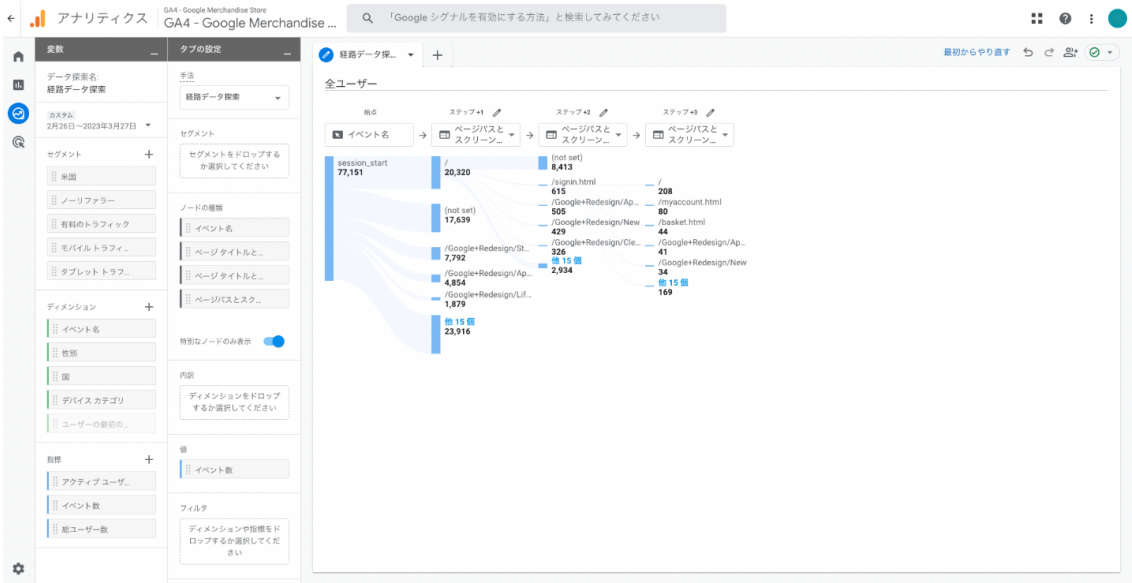 アナリティクス
GA4 - Google Merchandise Store
GA4 - Google Merchandise ...
「Google シグナルを有効にする方法」と検索してみてください
変数
データ探索名:
経路データ探索
カスタム
2月26日～2023年3月27日
セグメント
米国
ノーリファラー
有料のトラフィック
モバイル トラフィ...
タブレット トラフ...
ディメンション
イベント名
性別
国
デバイス カテゴリ
ユーザーの最初の...
指標
アクティブ ユーザ...
イベント数
総ユーザー数
タブの設定
手法
経路データ探索
セグメント
セグメントをドロップする
か選択してください
ノードの種類
イベント名
ページ タイトルと...
ページ タイトルと...
ページパスとスク...
特別なノードのみ表示
内訳
ディメンションをドロップ
するか選択してください
値
イベント数
フィルタ
ディメンションや指標をド
ロップするか選択してくだ
さい
経路データ探...
最初からやり直す
全ユーザー
始点
イベント名
ステップ +1
ページパスと
スクリーン...
ステップ +2
ページパスと
スクリーン...
ステップ +3
ページパスと
スクリーン...
session_start
77,151
/
20,320
(not set)
17,639
/Google+Redesign/St...
7,792
/Google+Redesign/Ap...
4,854
/Google+Redesign/Lif...
1,879
他 15 個
23,916
(not set)
8,413
/signin.html
615
/Google+Redesign/Ap...
505
/Google+Redesign/New
429
/Google+Redesign/Cle...
326
他 15 個
2,934
/
208
/myaccount.html
80
/basket.html
44
/Google+Redesign/Ap...
41
/Google+Redesign/New
34
他 15 個
169